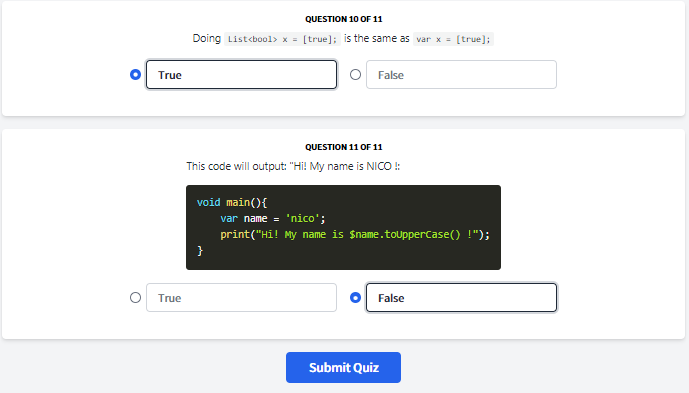 QUESTION 10 OF 11
Doing List<bool> x = [true]; is the same as var x = [true];
True
False
QUESTION 11 OF 11
This code will output: "Hi! My name is NICO !:
void main(){
    var name = 'nico';
    print("Hi! My name is $name.toUpperCase() !");
}
True
False
Submit Quiz